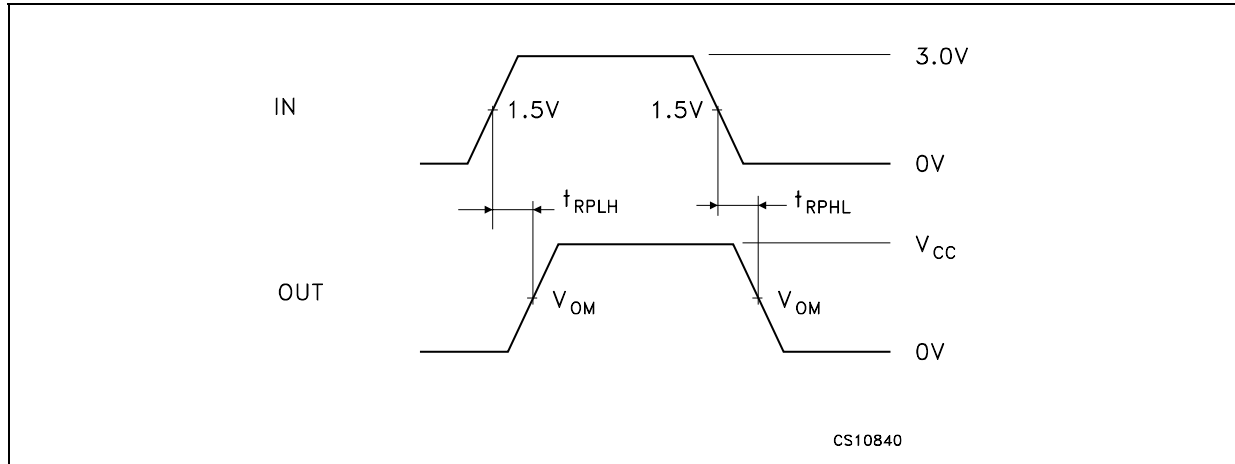 3.0V
IN
1.5V 1.5V
0V
tRPLH tRPHL
VCC
OUT
VOM VOM
0V
CS10840